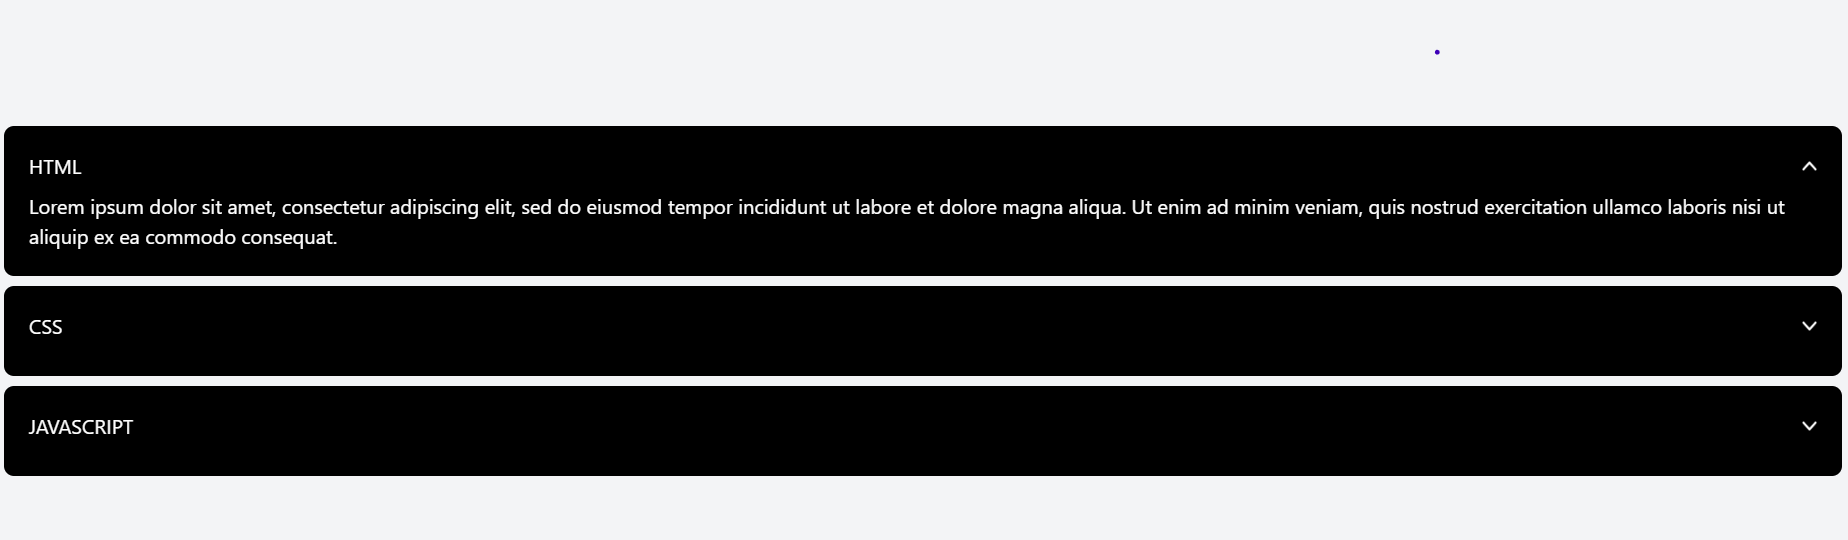 HTML
Lorem ipsum dolor sit amet, consectetur adipiscing elit, sed do eiusmod tempor incididunt ut labore et dolore magna aliqua. Ut enim ad minim veniam, quis nostrud exercitation ullamco laboris nisi ut
aliquip ex ea commodo consequat.
CSS
JAVASCRIPT